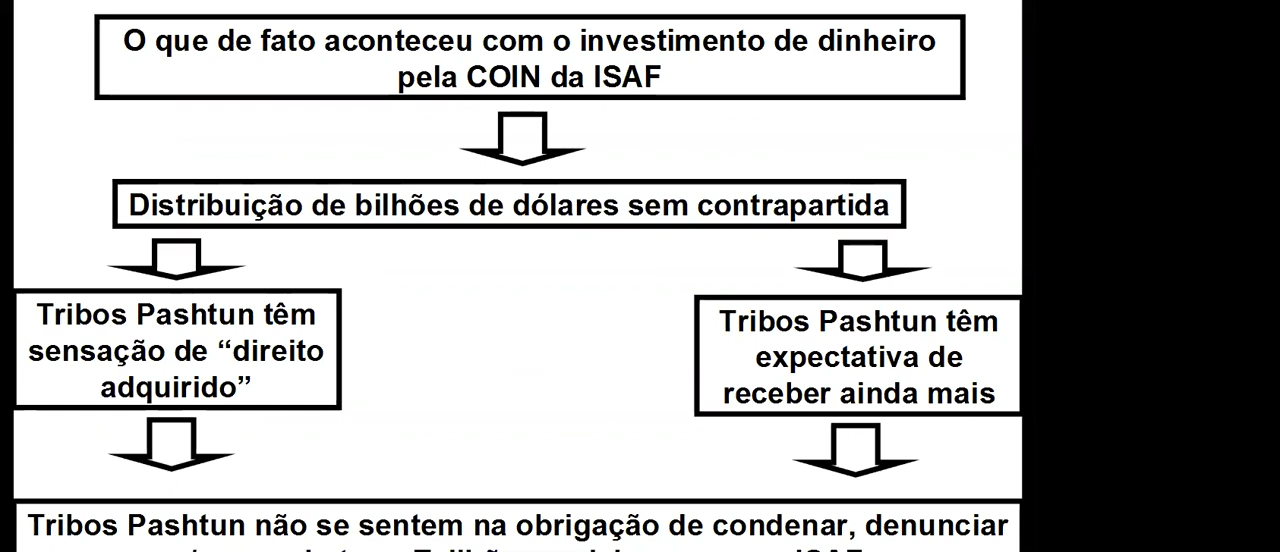 O que de fato aconteceu com o investimento de dinheiro
pela COIN da ISAF
Distribuição de bilhões de dólares sem contrapartida
Tribos Pashtun têm
sensação de “direito
adquirido”
Tribos Pashtun têm
expectativa de
receber ainda mais
Tribos Pashtun não se sentem na obrigação de condenar, denunciar
ISAF